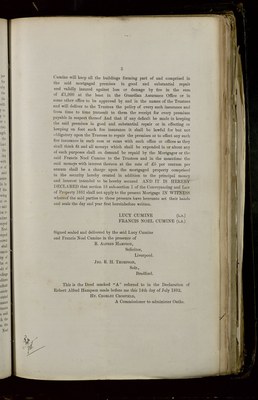 3
Cumine will keep all the buildings forming part of and comprised in
the said mortgaged premises in good and substantial repair
and validly insured against loss or damage by fire in the sum
of £1,000 at the least in the Guardian Assurance Office or in
some other office to be approved by and in the names of the Trustees
and will deliver to the Trustees the policy of every such insurance and
from time to time produce to them the receipt for every premium
payable in respect thereof And that if any default be made in keeping
the said premises in good and substantial repair or in effecting or
keeping on foot such fire insurance it shall be lawful for but not
obligatory upon the Trustees to repair the premises or to effect any such
fire insurance in such sum or sums with such office or offices as they
shall think fit and all moneys which shall be expended in or about any
of such purposes shall on demand be repaid by the Mortgagor or the
said Francis Noel Cumine to the Trustees and in the meantime the
said moneys with interest thereon at the rate of £5 per centum per
annum shall be a charge upon the mortgaged property comprised
in the security hereby created in addition to the principal money
and interest intended to be hereby secured AND IT IS HEREBY
DECLARED that section 18 sub-section 1 of the Conveyancing and Law
of Property 1881 shall not apply to the present Mortgage IN WITNESS
whereof the said parties to these presents have hereunto set their hands
and seals the day and year first hereinbefore written.
LUCY CUMINE (L.S.)
FRANCIS NOEL CUMINE (L.S.)
Signed sealed and delivered by the said Lucy Cumine
and Francis Noel Cumine in the presence of
R. Alfred Hampson,
Solicitor,
Liverpool.
Solr.,
This is the Deed marked "A" referred to in the Declaration of
Robert Alfred Hampson made before me this 14th day of July 1892.
A Commissioner to administer Oaths.